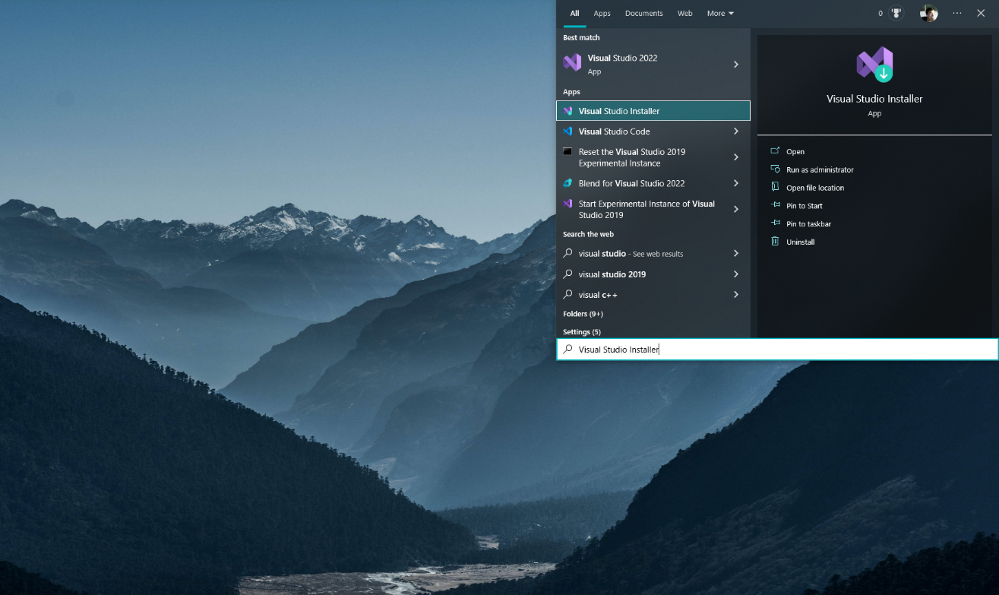 All Apps Documents Web More 0
Best match
Visual Studio 2022
App
Apps
Visual Studio Installer
Visual Studio Code
Reset the Visual Studio 2019
Experimental Instance
Blend for Visual Studio 2022
Start Experimental Instance of Visual
Studio 2019
Search the web
visual studio - See web results
visual studio 2019
visual c++
Folders (9+)
Settings (5)
Visual Studio Installer
Visual Studio Installer
App
Open
Run as administrator
Open file location
Pin to Start
Pin to taskbar
Uninstall